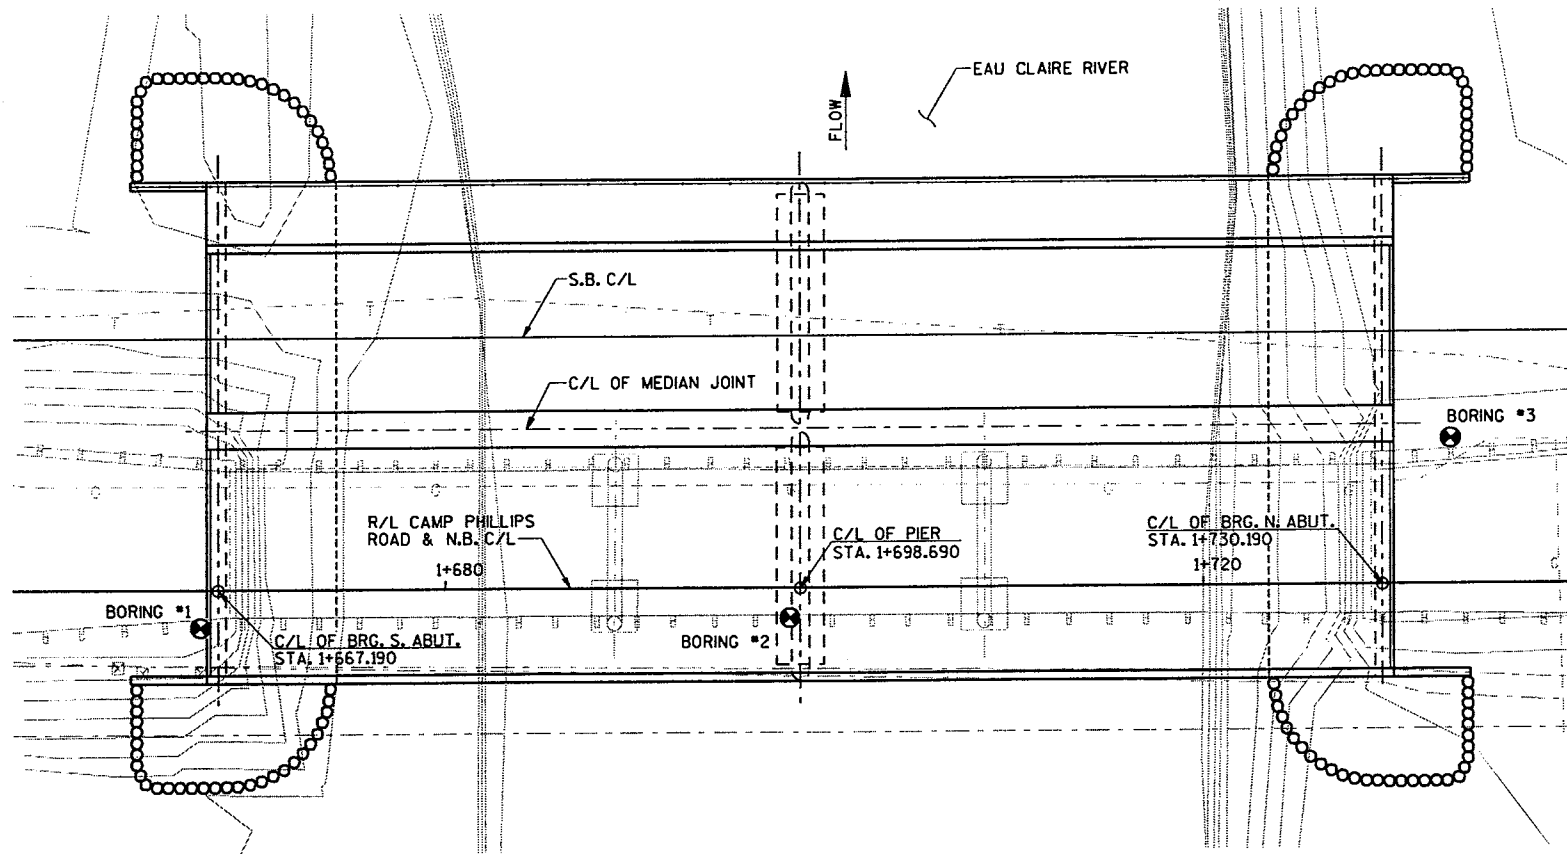 EAU CLAIRE RIVER
FLOW
S.B. C/L
C/L OF MEDIAN JOINT
BORING #3
R/L CAMP PHILLIPS
ROAD & N.B. C/L
1+680
C/L OF PIER
STA. 1+698.690
C/L OF BRG. N. ABUT.
STA. 1+730.190
1+720
BORING #1
C/L OF BRG. S. ABUT.
STA. 1+667.190
BORING #2